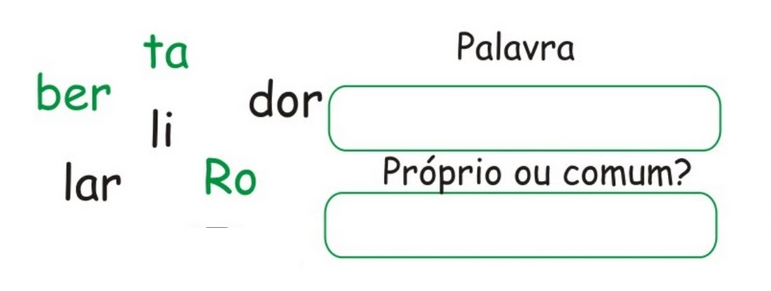 ta
Palavra
ber
dor
li
lar
Ro
Próprio ou comum?